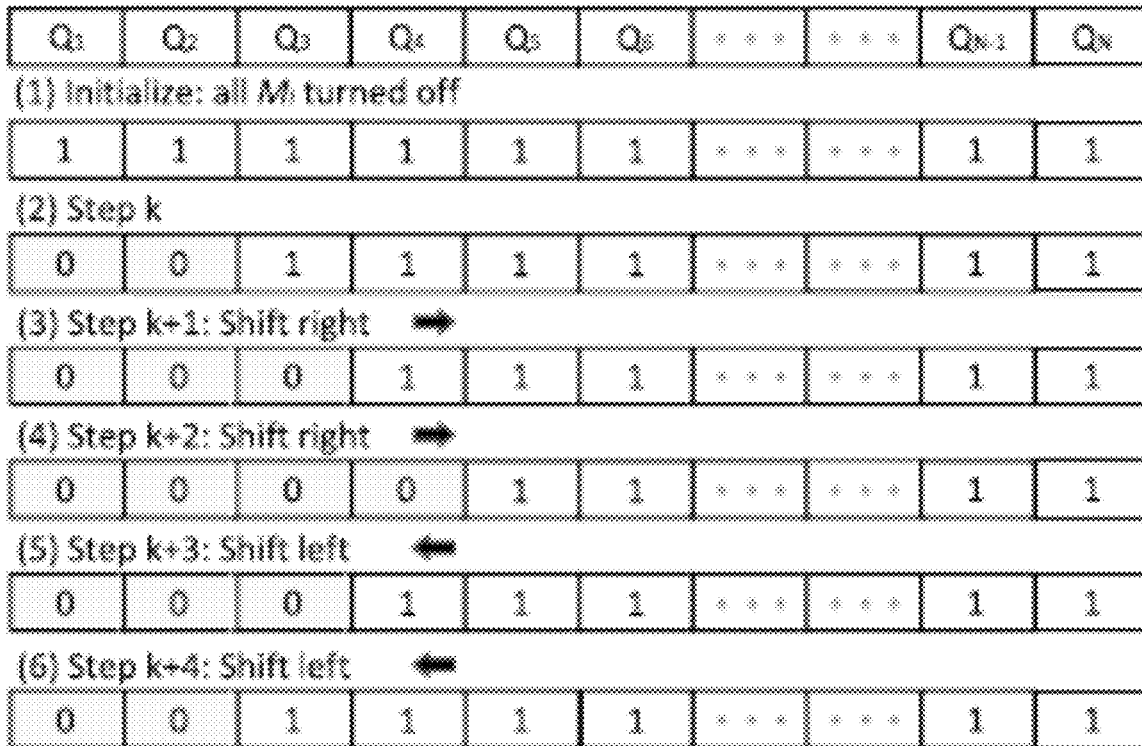 Q1 Q2 Q3 Q4 Q5 Q6 • • • • • • QN-1 QN
(1) Initialize: all Mi turned off
1 1 1 1 1 1 • • • • • • 1 1
(2) Step k
0 0 1 1 1 1 • • • • • • 1 1
(3) Step k+1: Shift right ➡
0 0 0 1 1 1 • • • • • • 1 1
(4) Step k+2: Shift right ➡
0 0 0 0 1 1 • • • • • • 1 1
(5) Step k+3: Shift left ⬅
0 0 0 1 1 1 • • • • • • 1 1
(6) Step k+4: Shift left ⬅
0 0 1 1 1 1 • • • • • • 1 1